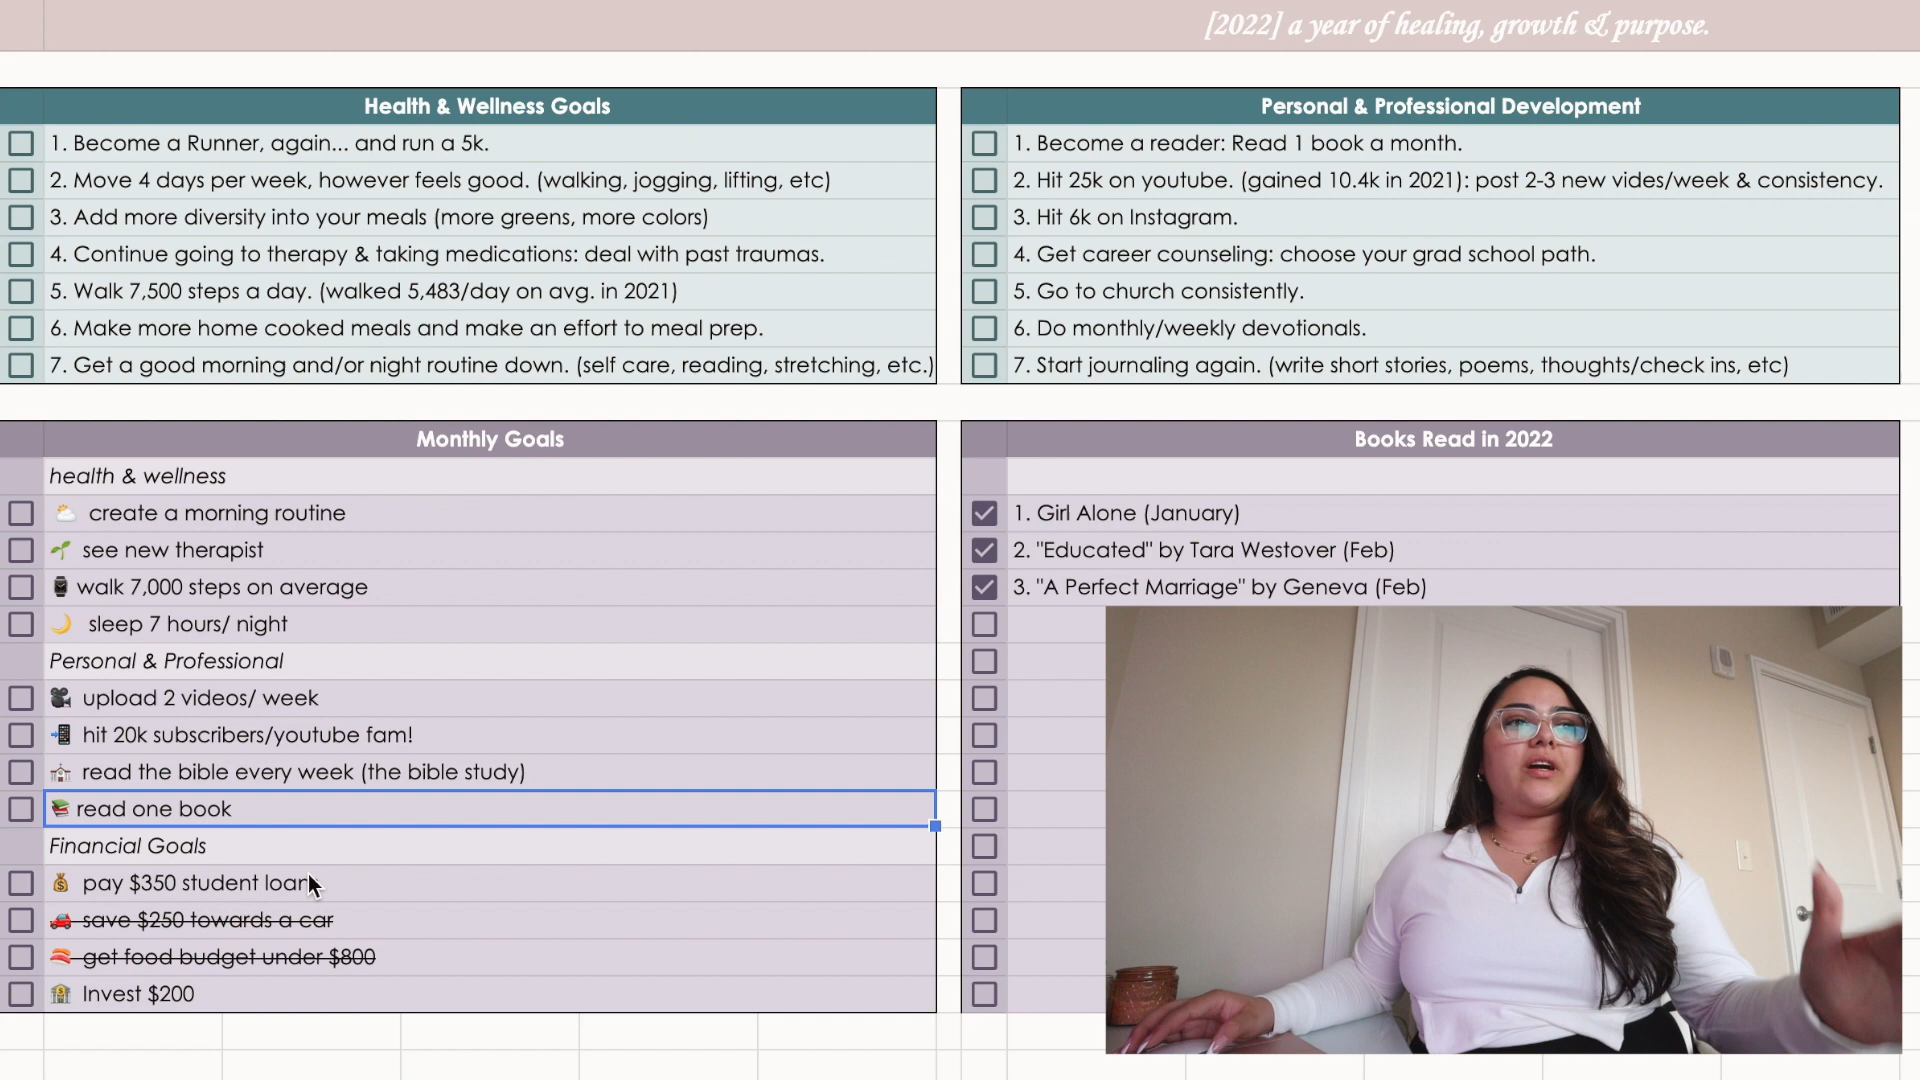 [2022] a year of healing, growth & purpose.
Health & Wellness Goals
1. Become a Runner, again... and run a 5k.
2. Move 4 days per week, however feels good. (walking, jogging, lifting, etc)
3. Add more diversity into your meals (more greens, more colors)
4. Continue going to therapy & taking medications: deal with past traumas.
5. Walk 7,500 steps a day. (walked 5,483/day on avg. in 2021)
6. Make more home cooked meals and make an effort to meal prep.
7. Get a good morning and/or night routine down. (self care, reading, stretching, etc.)
Personal & Professional Development
1. Become a reader: Read 1 book a month.
2. Hit 25k on youtube. (gained 10.4k in 2021): post 2-3 new vides/week & consistency.
3. Hit 6k on Instagram.
4. Get career counseling: choose your grad school path.
5. Go to church consistently.
6. Do monthly/weekly devotionals.
7. Start journaling again. (write short stories, poems, thoughts/check ins, etc)
Monthly Goals
health & wellness
create a morning routine
see new therapist
walk 7,000 steps on average
sleep 7 hours/ night
Personal & Professional
upload 2 videos/ week
hit 20k subscribers/youtube fam!
read the bible every week (the bible study)
read one book
Financial Goals
pay $350 student loan
save $250 towards a car
get food budget under $800
Invest $200
Books Read in 2022
1. Girl Alone (January)
2. "Educated" by Tara Westover (Feb)
3. "A Perfect Marriage" by Geneva (Feb)